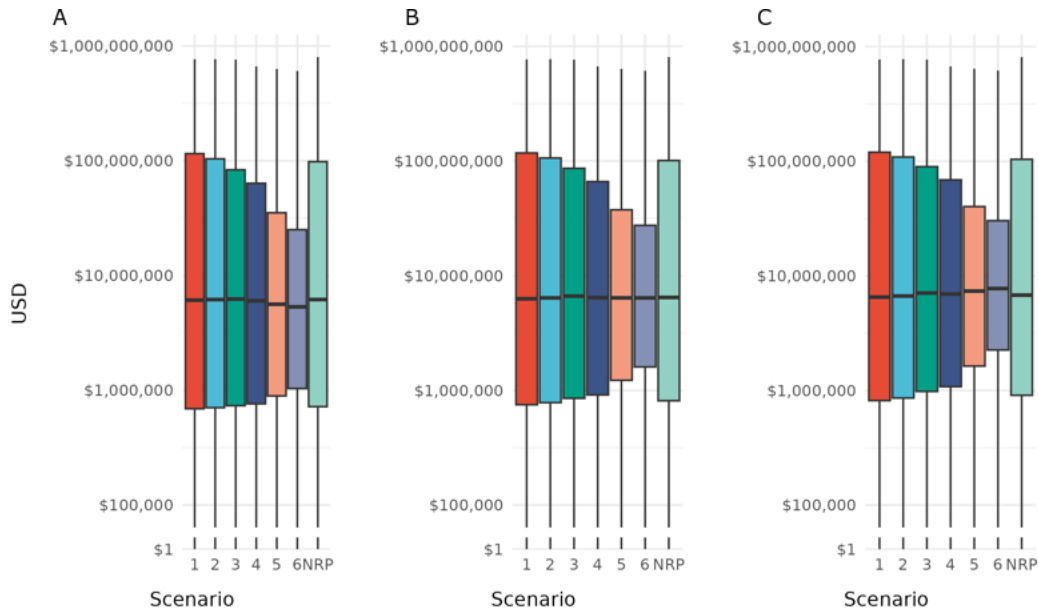 A B C
$1,000,000,000 $1,000,000,000 $1,000,000,000
$100,000,000 $100,000,000 $100,000,000
$10,000,000 $10,000,000 $10,000,000
USD
$1,000,000 $1,000,000 $1,000,000
$100,000 $100,000 $100,000
$1 $1 $1
1 2 3 4 5 6 NRP 1 2 3 4 5 6 NRP 1 2 3 4 5 6 NRP
Scenario Scenario Scenario